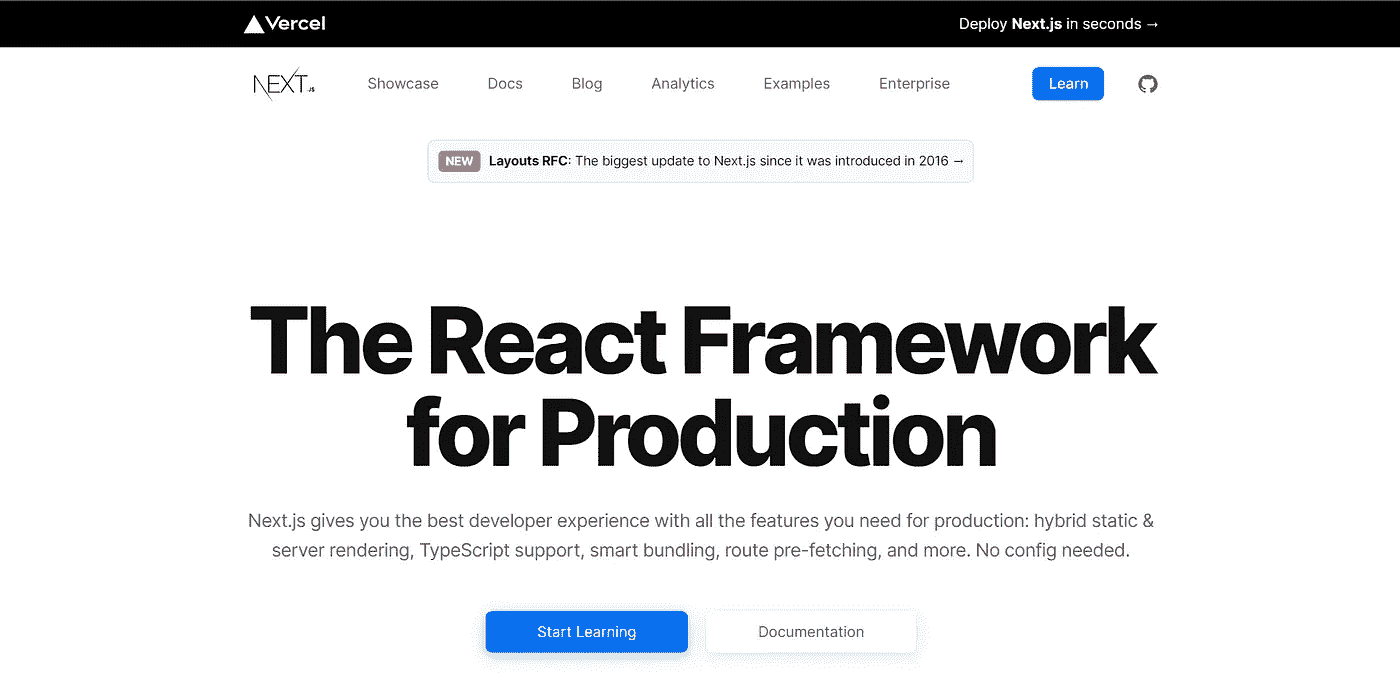 Vercel
Deploy Next.js in seconds →
NEXT.JS
Showcase
Docs
Blog
Analytics
Examples
Enterprise
Learn
NEW Layouts RFC: The biggest update to Next.js since it was introduced in 2016 →
The React Framework
for Production
Next.js gives you the best developer experience with all the features you need for production: hybrid static &
server rendering, TypeScript support, smart bundling, route pre-fetching, and more. No config needed.
Start Learning
Documentation